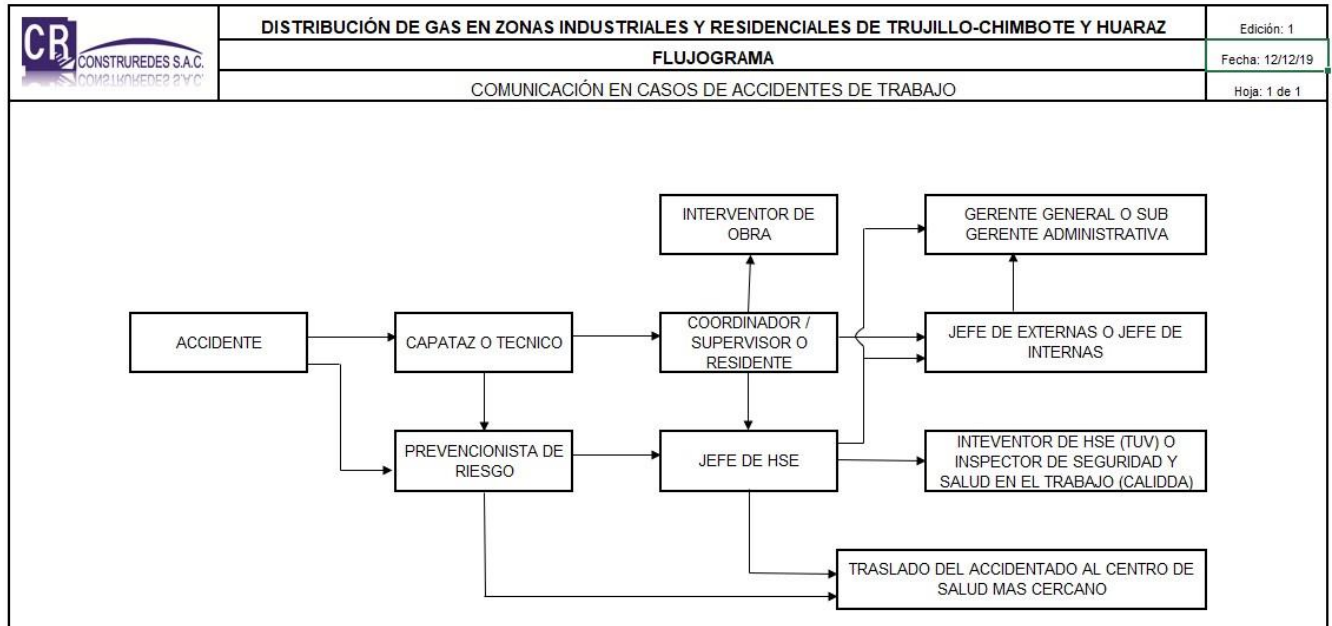 CR
CONSTRUREDES S.A.C.
DISTRIBUCIÓN DE GAS EN ZONAS INDUSTRIALES Y RESIDENCIALES DE TRUJILLO-CHIMBOTE Y HUARAZ
Edición: 1
FLUJOGRAMA
Fecha: 12/12/19
COMUNICACIÓN EN CASOS DE ACCIDENTES DE TRABAJO
Hoja: 1 de 1
INTERVENTOR DE
OBRA
GERENTE GENERAL O SUB
GERENTE ADMINISTRATIVA
ACCIDENTE
CAPATAZ O TECNICO
COORDINADOR /
SUPERVISOR O
RESIDENTE
JEFE DE EXTERNAS O JEFE DE
INTERNAS
PREVENCIONISTA DE
RIESGO
JEFE DE HSE
INTEVENTOR DE HSE (TUV) O
INSPECTOR DE SEGURIDAD Y
SALUD EN EL TRABAJO (CALIDDA)
TRASLADO DEL ACCIDENTADO AL CENTRO DE
SALUD MAS CERCANO